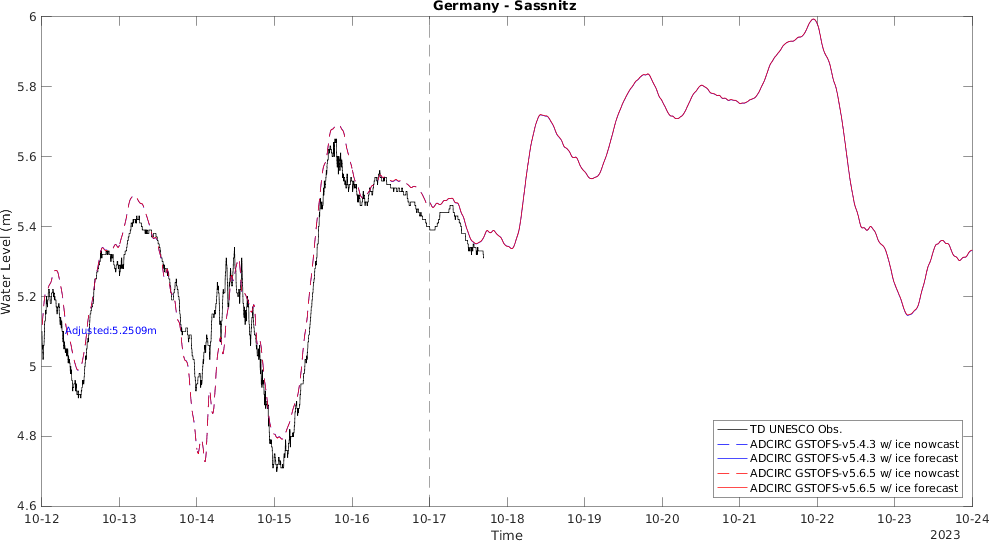 Germany - Sassnitz
6
5.8
5.6
5.4
5.2
5
4.8
4.6
Water Level (m)
Adjusted:5.2509m
TD UNESCO Obs.
ADCIRC GSTOFS-v5.4.3 w/ ice nowcast
ADCIRC GSTOFS-v5.4.3 w/ ice forecast
ADCIRC GSTOFS-v5.6.5 w/ ice nowcast
ADCIRC GSTOFS-v5.6.5 w/ ice forecast
10-12 10-13 10-14 10-15 10-16 10-17 10-18 10-19 10-20 10-21 10-22 10-23 10-24
Time
2023